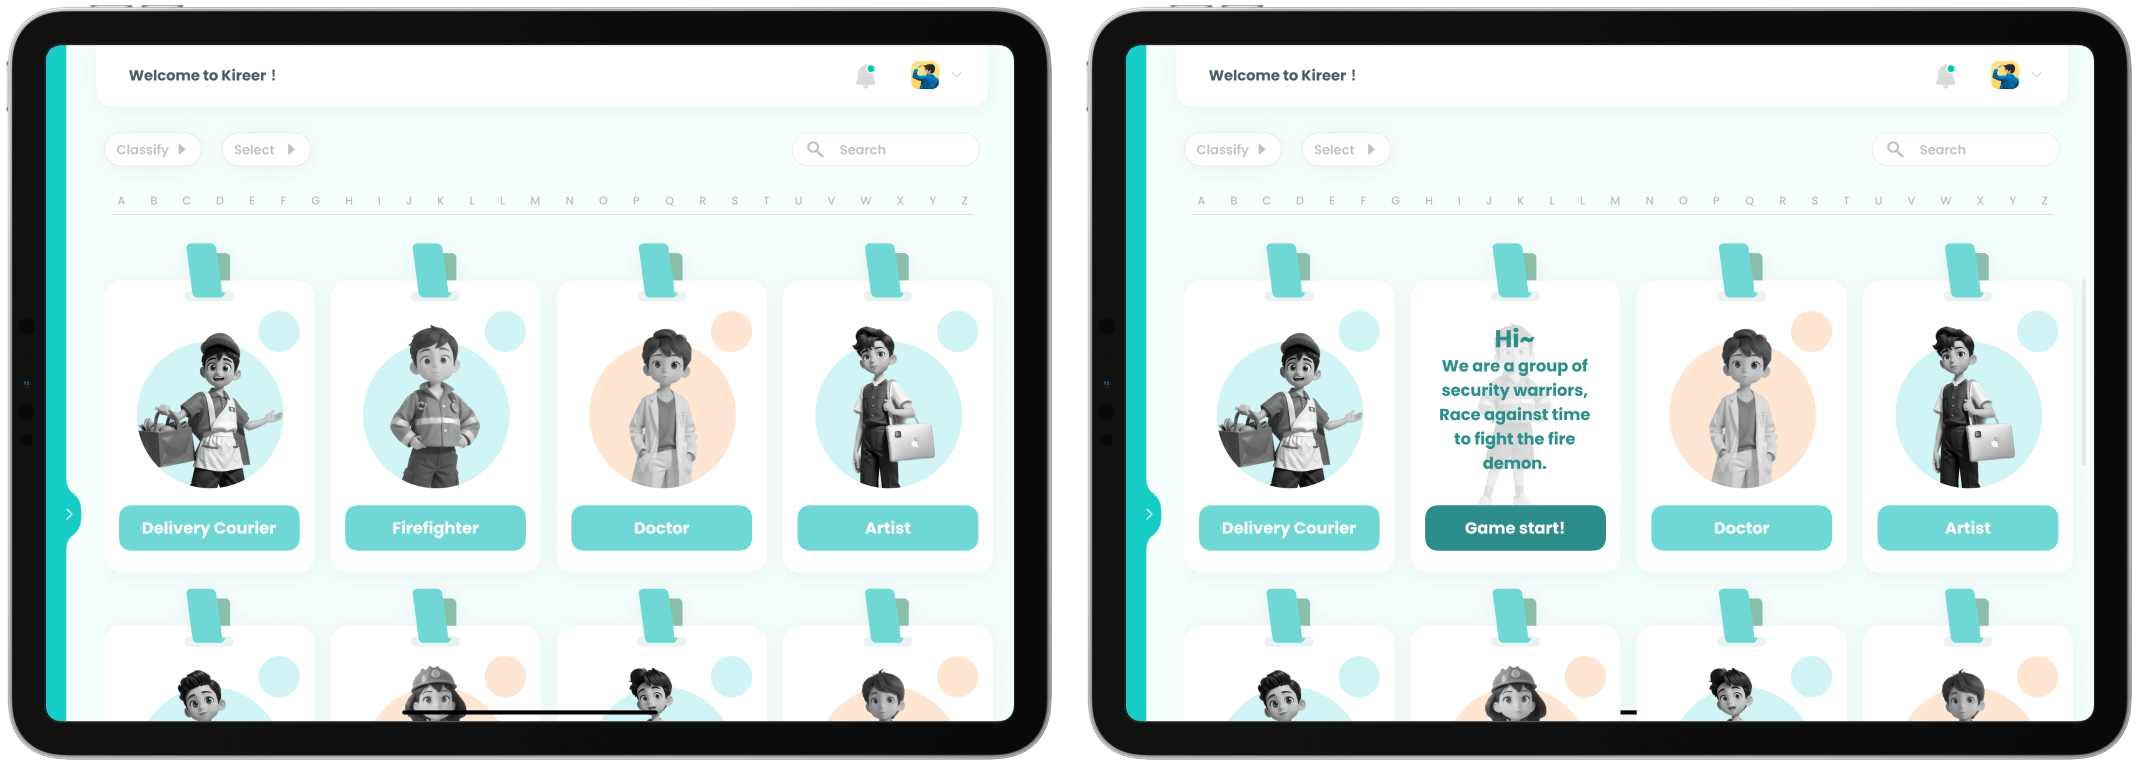 Welcome to Kireer !
Classify
Select
Search
A B C D E F G H I J K L L M N O P Q R S T U V W X Y Z
Delivery Courier
Firefighter
Doctor
Artist
Welcome to Kireer !
Classify
Select
Search
A B C D E F G H I J K L L M N O P Q R S T U V W X Y Z
Hi~
We are a group of
security warriors,
Race against time
to fight the fire
demon.
Delivery Courier
Game start!
Doctor
Artist